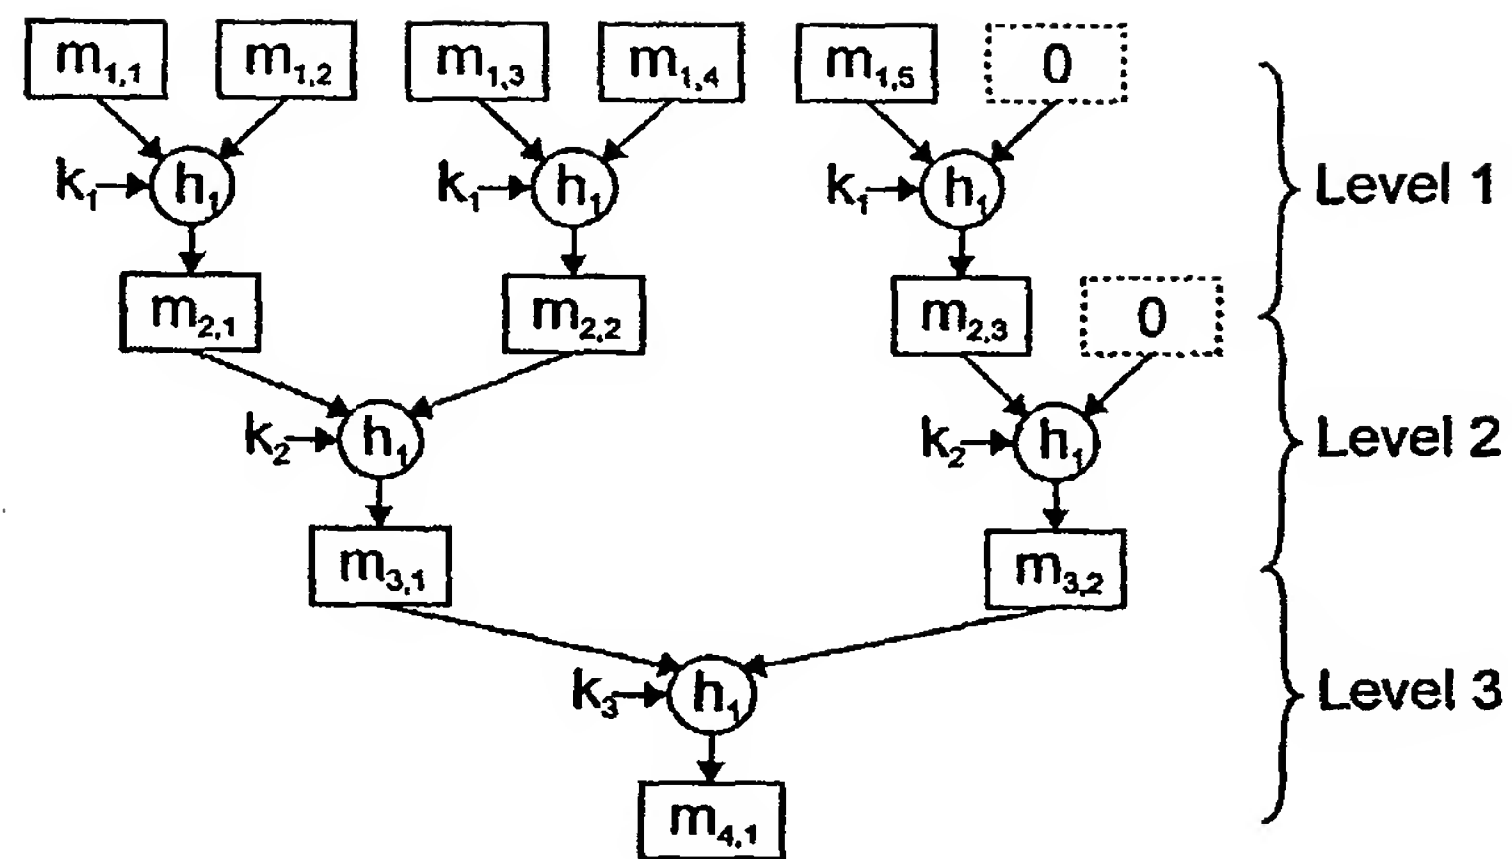 m1,1 m1,2 m1,3 m1,4 m1,5 0
k1 h1 k1 h1 k1 h1 Level 1
m2,1 m2,2 m2,3 0
k2 h1 k2 h1 Level 2
m3,1 m3,2
k3 h1 Level 3
m4,1